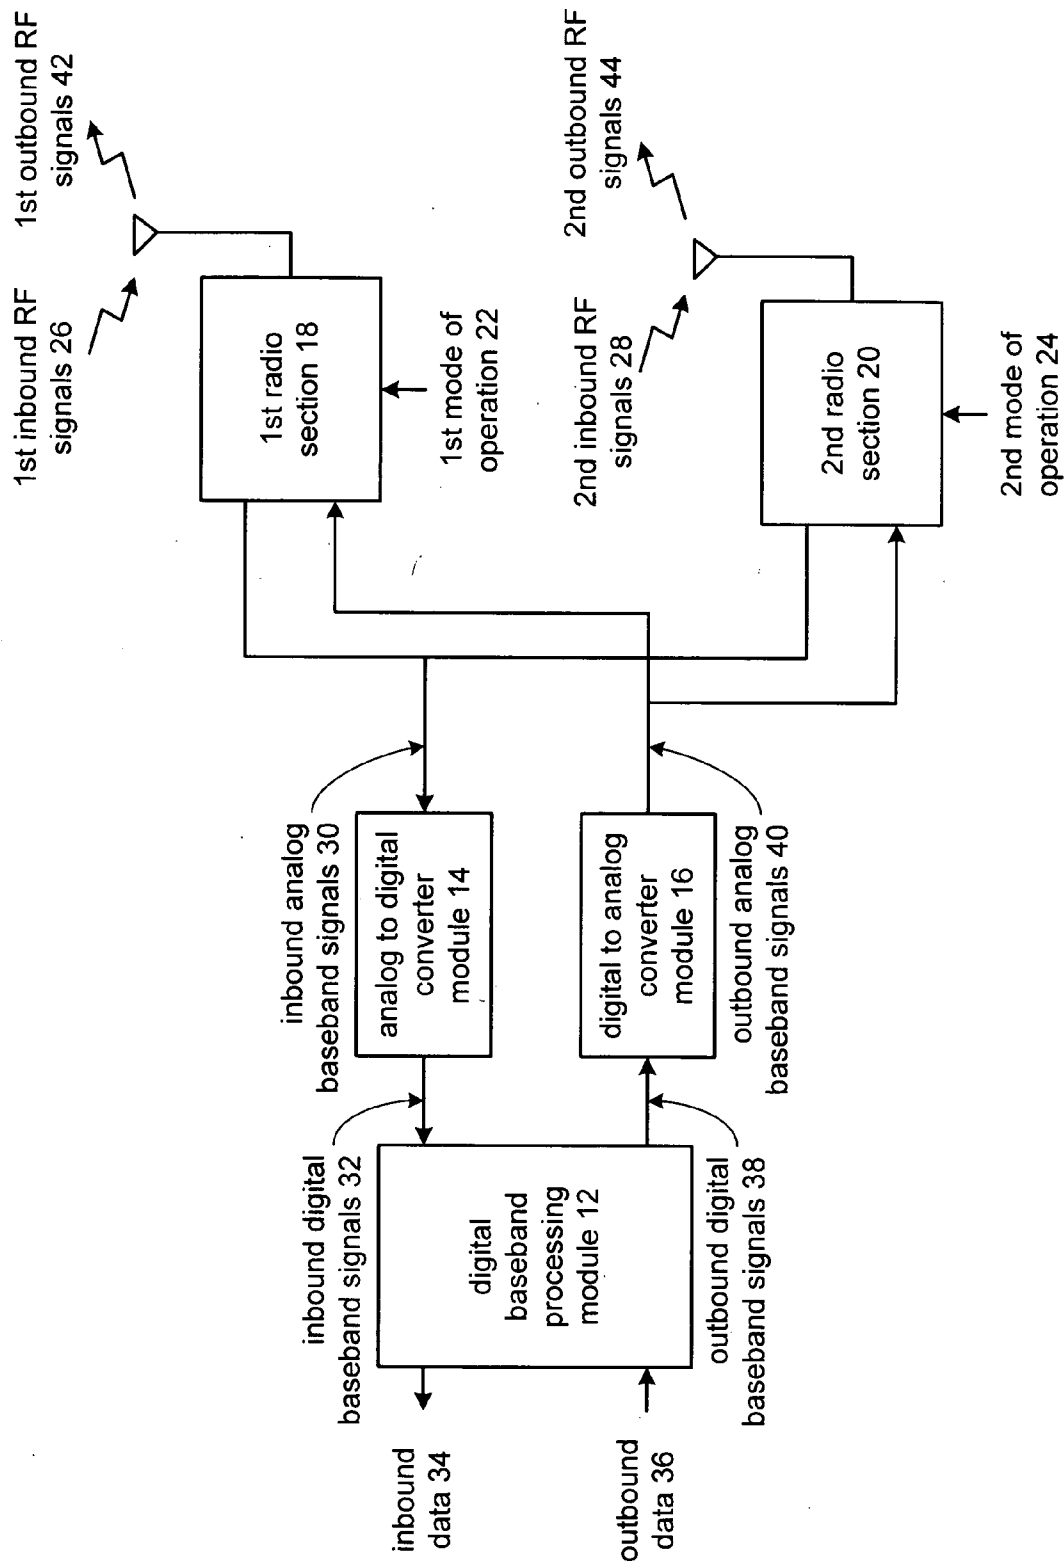 1st inbound RF
signals 26
1st outbound RF
signals 42
1st radio
section 18
1st mode of
operation 22
2nd inbound RF
signals 28
2nd outbound RF
signals 44
2nd radio
section 20
2nd mode of
operation 24
inbound analog
baseband signals 30
analog to digital
converter
module 14
digital to analog
converter
module 16
outbound analog
baseband signals 40
inbound digital
baseband signals 32
digital
baseband
processing
module 12
outbound digital
baseband signals 38
inbound
data 34
outbound
data 36